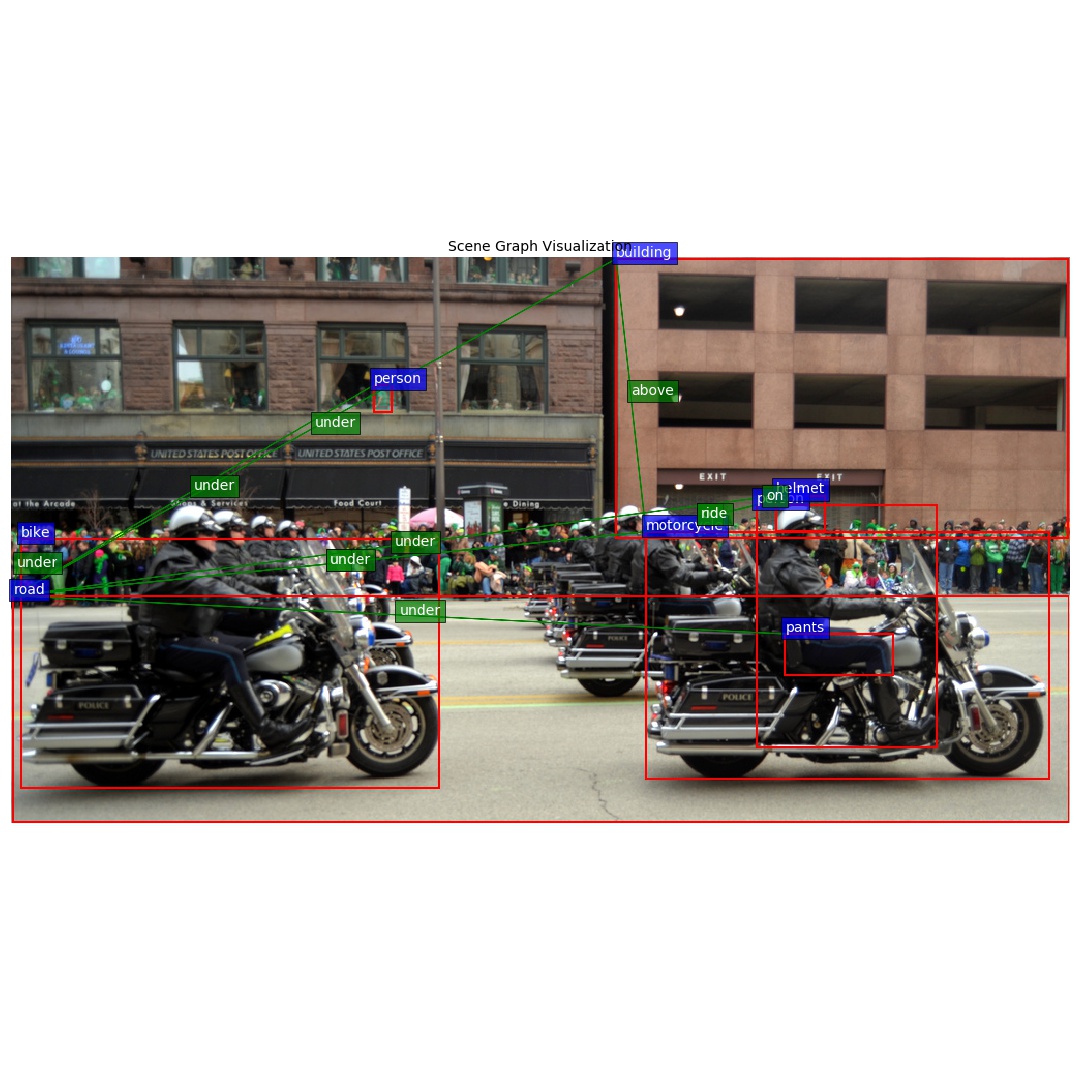 Scene Graph Visualization
building
person
above
under
UNITED STATES POST OFFICE
UNITED STATES POST OFFICE
EXIT
EXIT
under
helmet
on
person
the Arcade
Shops & Services
Food Court
Dining
ride
motorcycle
bike
under
under
under
road
under
pants
POLICE
POLICE
POLICE